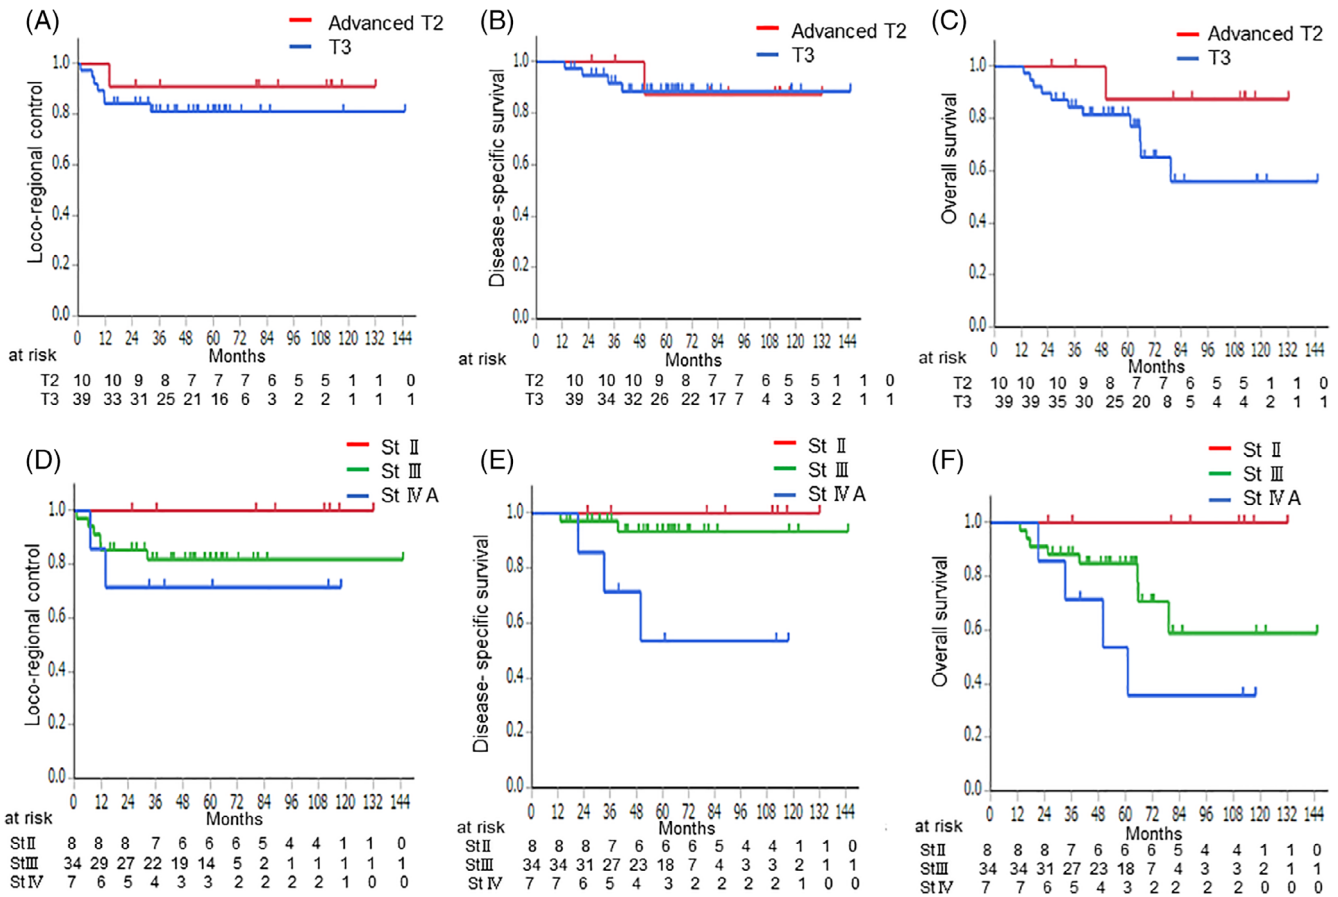 (A)
Advanced T2
T3
Loco-regional control
1.0
0.8
0.6
0.4
0.2
0.0
0 12 24 36 48 60 72 84 96 108 120 132 144
at risk
Months
T2 10 10 9 8 7 7 7 6 5 5 1 1 0
T3 39 33 31 25 21 16 6 3 2 2 1 1 1
(B)
Advanced T2
T3
Disease -specific survival
1.0
0.8
0.6
0.4
0.2
0.0
0 12 24 36 48 60 72 84 96 108 120 132 144
at risk
Months
T2 10 10 10 9 8 7 7 6 5 5 1 1 0
T3 39 34 32 26 22 17 7 4 3 3 2 1 1
(C)
Advanced T2
T3
Overall survival
1.0
0.8
0.6
0.4
0.2
0.0
0 12 24 36 48 60 72 84 96 108 120 132 144
at risk
Months
T2 10 10 10 9 8 7 7 6 5 5 1 1 0
T3 39 39 35 30 25 20 8 5 4 4 2 1 1
(D)
St Ⅱ
St Ⅲ
St ⅣA
Loco-regional control
1.0
0.8
0.6
0.4
0.2
0.0
0 12 24 36 48 60 72 84 96 108 120 132 144
at risk
Months
StⅡ 8 8 8 7 6 6 6 5 4 4 1 1 0
StⅢ 34 29 27 22 19 14 5 2 1 1 1 1 1
StⅣ 7 6 5 4 3 3 2 2 2 2 1 0 0
(E)
St Ⅱ
St Ⅲ
St ⅣA
Disease- specific survival
1.0
0.8
0.6
0.4
0.2
0.0
0 12 24 36 48 60 72 84 96 108 120 132 144
at risk
Months
StⅡ 8 8 8 7 6 6 6 5 4 4 1 1 0
StⅢ 34 34 31 27 23 18 7 4 3 3 2 1 1
StⅣ 7 7 6 5 4 3 2 2 2 2 1 0 0
(F)
St Ⅱ
St Ⅲ
St ⅣA
Overall survival
1.0
0.8
0.6
0.4
0.2
0.0
0 12 24 36 48 60 72 84 96 108 120 132 144
at risk
Months
StⅡ 8 8 8 7 6 6 6 5 4 4 1 1 0
StⅢ 34 34 31 27 23 18 7 4 3 3 2 1 1
StⅣ 7 7 6 5 4 3 2 2 2 2 0 0 0